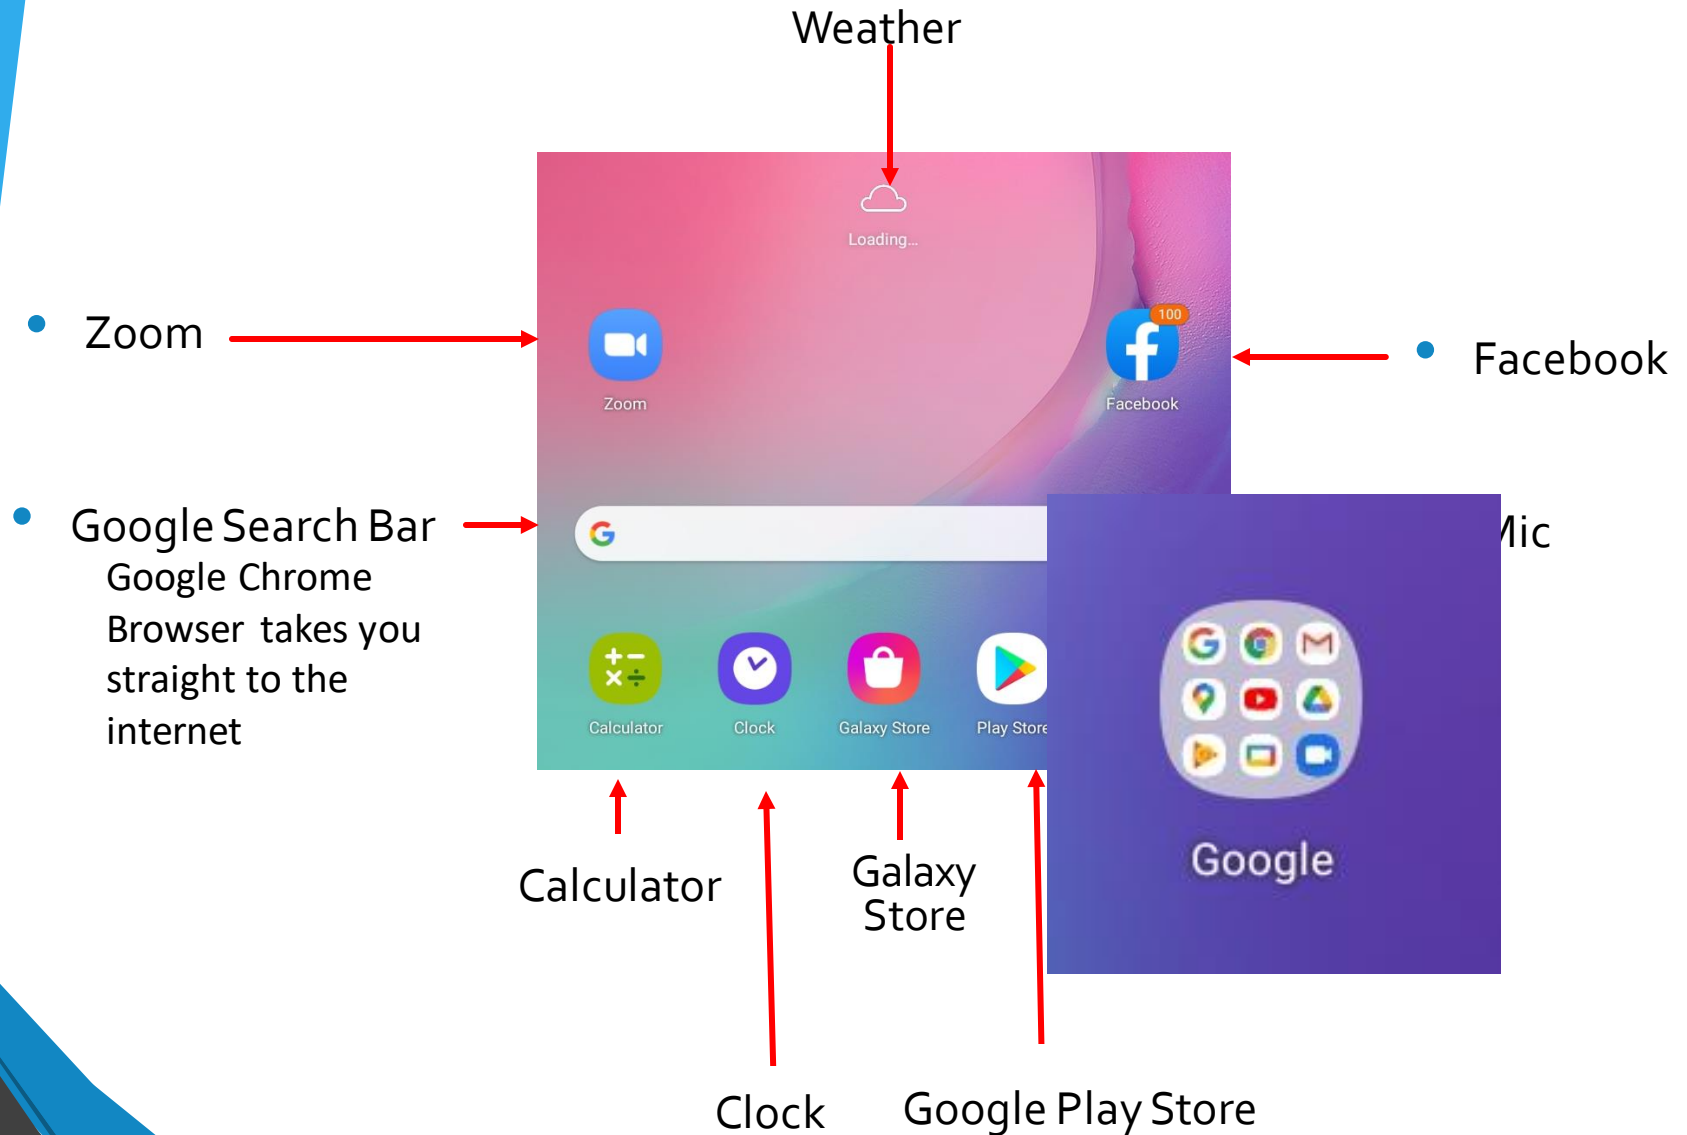 Weather
Loading...
• Zoom
Zoom
100
Facebook
• Facebook
• Google Search Bar
Google Chrome
Browser takes you
straight to the
internet
Calculator
Clock
Galaxy Store
Play Store
Google
Calculator
Galaxy
Store
Clock
Google Play Store